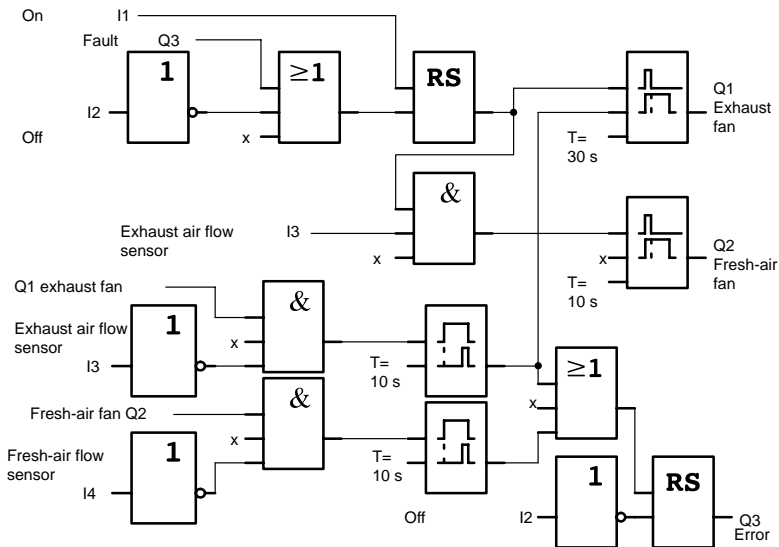 On I1
Fault Q3
1
≥1
RS
I2
Off
x
Q1
Exhaust
fan
T=
30 s
&
Exhaust air flow
sensor
I3
x
x
Q2
Fresh-air
fan
T=
10 s
Q1 exhaust fan
&
Exhaust air flow
sensor
1
x
I3
T=
10 s
≥1
Fresh-air fan Q2
&
x
Fresh-air flow
sensor
1
x
T=
10 s
I4
Off
I2
1
RS
Q3
Error